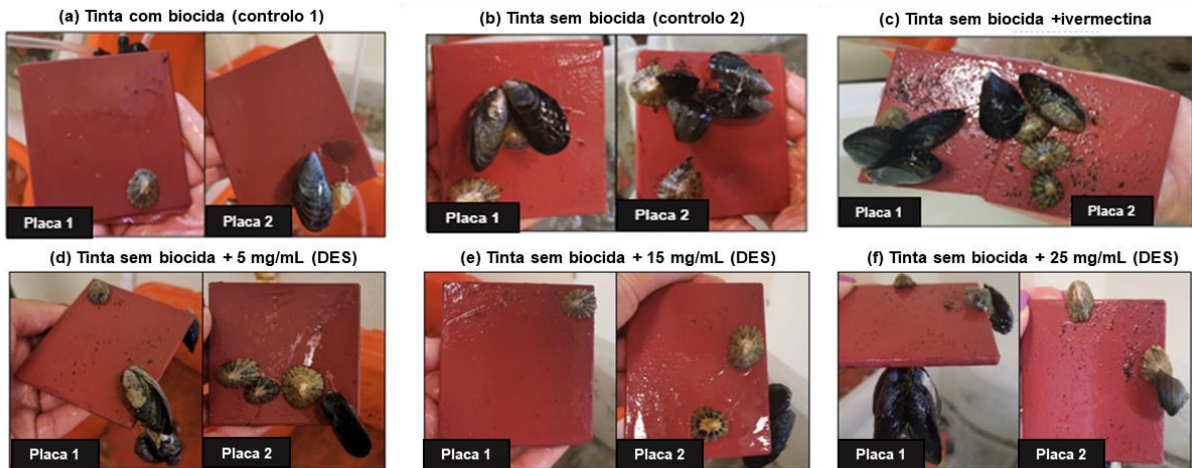 (a) Tinta com biocida (controlo 1)
(b) Tinta sem biocida (controlo 2)
(c) Tinta sem biocida +ivermectina
Placa 1
Placa 2
Placa 1
Placa 2
Placa 1
Placa 2
(d) Tinta sem biocida + 5 mg/mL (DES)
(e) Tinta sem biocida + 15 mg/mL (DES)
(f) Tinta sem biocida + 25 mg/mL (DES)
Placa 1
Placa 2
Placa 1
Placa 2
Placa 1
Placa 2